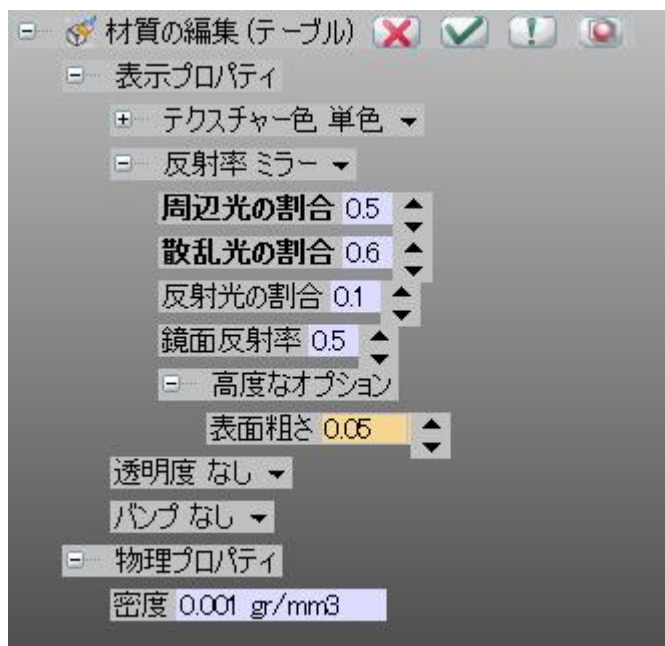 材質の編集 (テーブル)
表示プロパティ
テクスチャー色 単色
反射率 ミラー
周辺光の割合 0.5
散乱光の割合 0.6
反射光の割合 0.1
鏡面反射率 0.5
高度なオプション
表面粗さ 0.05
透明度 なし
バンプ なし
物理プロパティ
密度 0.001 gr/mm3